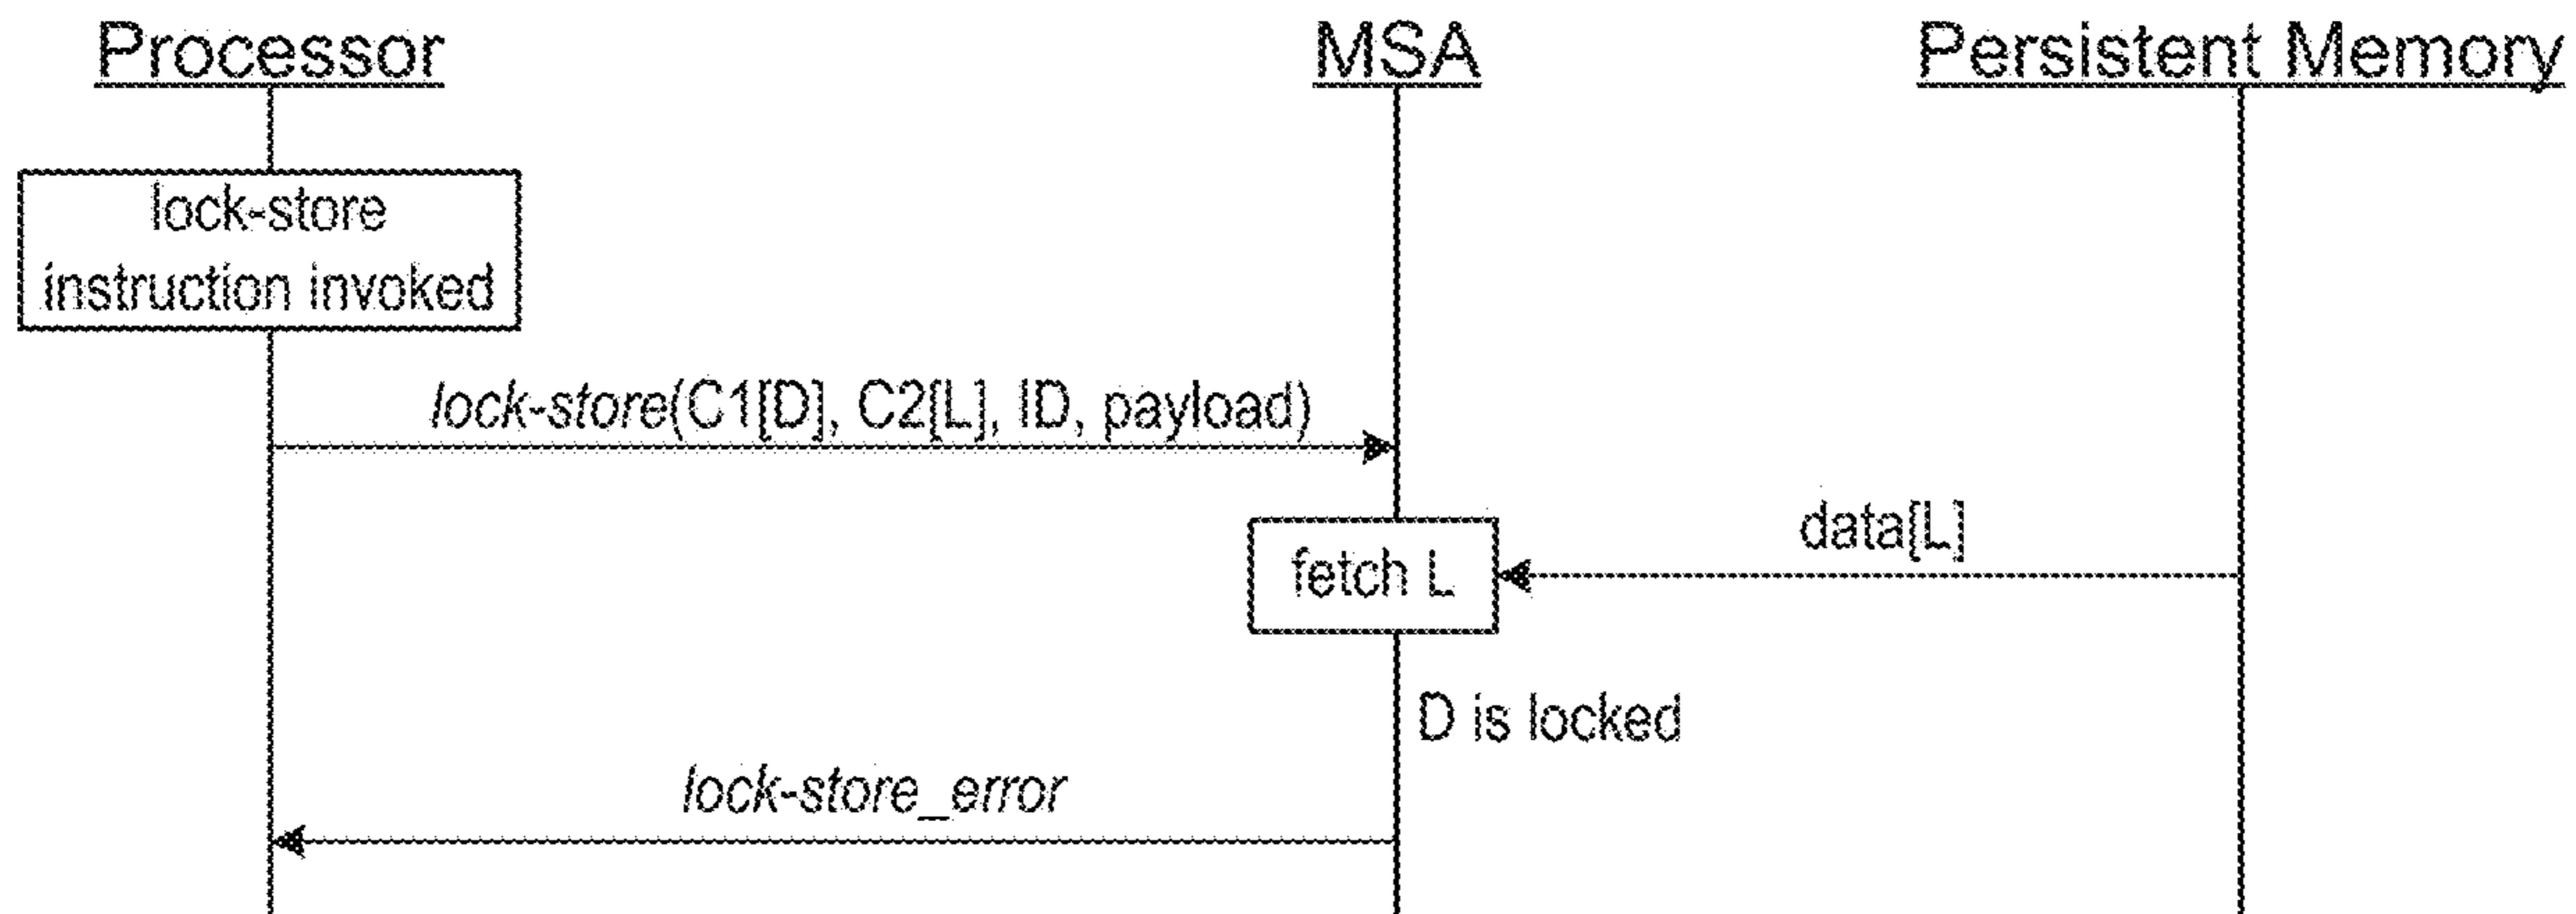 Processor
MSA
Persistent Memory
lock-store
instruction invoked
lock-store(C1[D], C2[L], ID, payload)
data[L]
fetch L
D is locked
lock-store_error